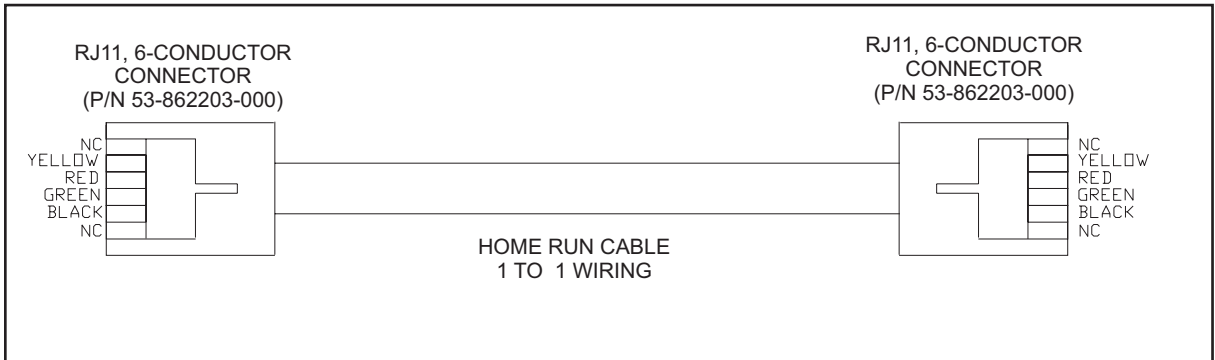 RJ11, 6-CONDUCTOR
CONNECTOR
(P/N 53-862203-000)
NC
YELLOW
RED
GREEN
BLACK
NC
HOME RUN CABLE
1 TO 1 WIRING
RJ11, 6-CONDUCTOR
CONNECTOR
(P/N 53-862203-000)
NC
YELLOW
RED
GREEN
BLACK
NC